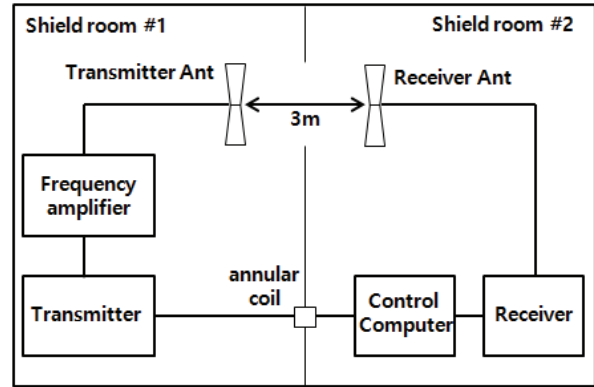 Shield room #1
Shield room #2
Transmitter Ant
Receiver Ant
3m
Frequency
amplifier
annular
coil
Transmitter
Control
Computer
Receiver